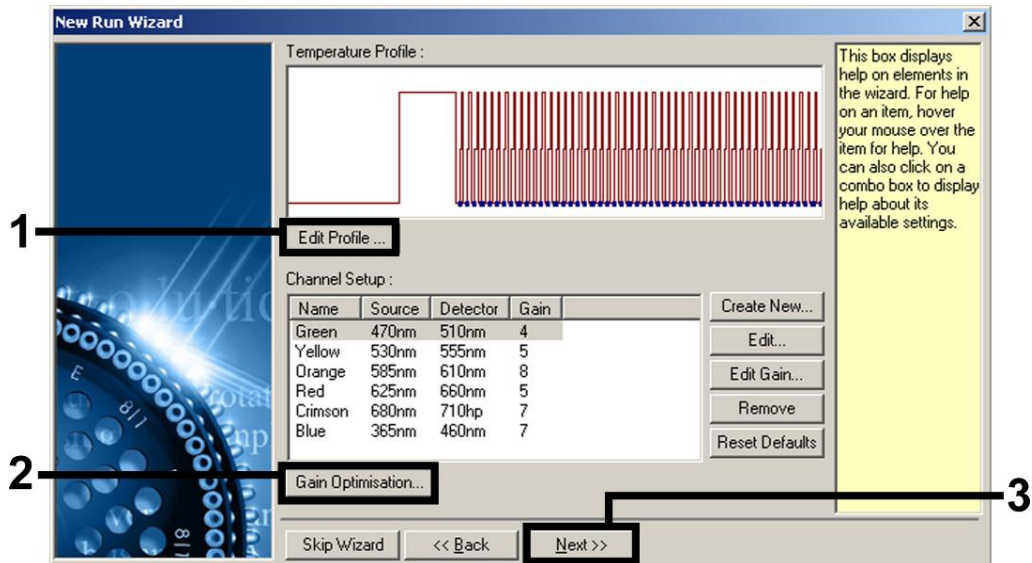 New Run Wizard
Temperature Profile :
1
Edit Profile ...
Channel Setup :
Name Source Detector Gain
Green 470nm 510nm 4
Yellow 530nm 555nm 5
Orange 585nm 610nm 8
Red 625nm 660nm 5
Crimson 680nm 710hp 7
Blue 365nm 460nm 7
Create New...
Edit...
Edit Gain...
Remove
Reset Defaults
2
Gain Optimisation...
3
Skip Wizard
<< Back
Next >>
This box displays
help on elements in
the wizard. For help
on an item, hover
your mouse over the
item for help. You
can also click on a
combo box to display
help about its
available settings.